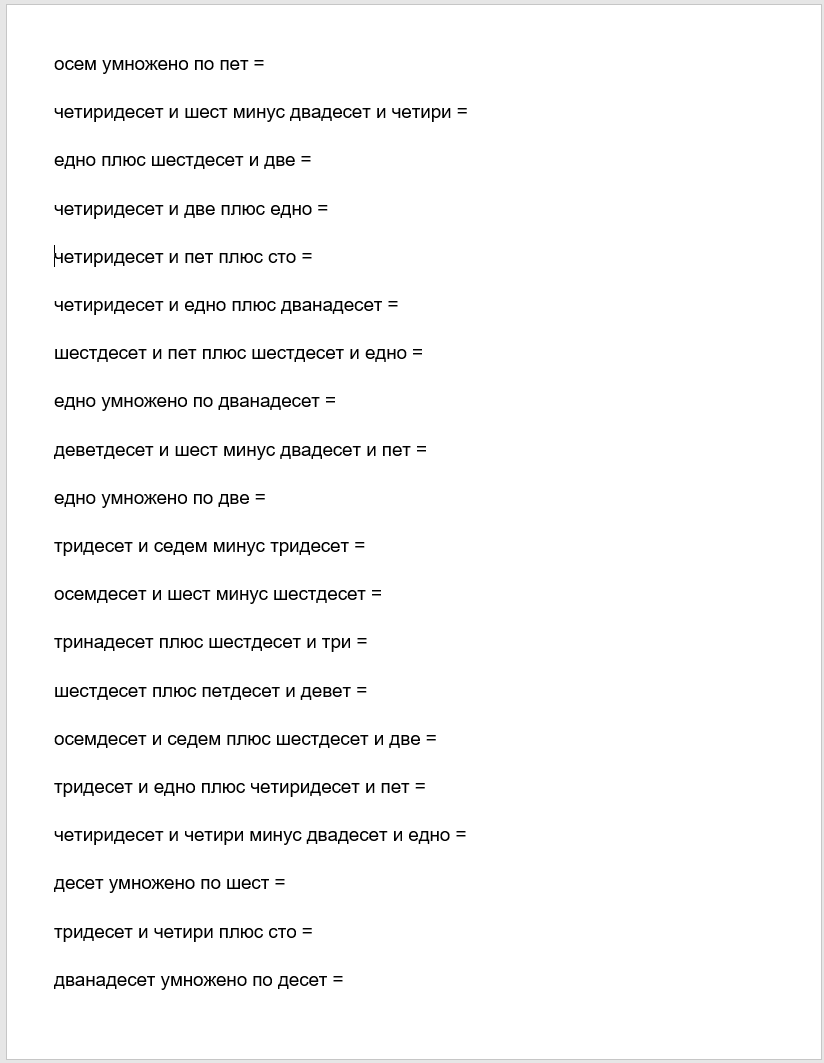 осем умножено по пет =
четиридесет и шест минус двадесет и четири =
едно плюс шестдесет и две =
четиридесет и две плюс едно =
четиридесет и пет плюс сто =
четиридесет и едно плюс дванадесет =
шестдесет и пет плюс шестдесет и едно =
едно умножено по дванадесет =
деветдесет и шест минус двадесет и пет =
едно умножено по две =
тридесет и седем минус тридесет =
осемдесет и шест минус шестдесет =
тринадесет плюс шестдесет и три =
шестдесет плюс петдесет и девет =
осемдесет и седем плюс шестдесет и две =
тридесет и едно плюс четиридесет и пет =
четиридесет и четири минус двадесет и едно =
десет умножено по шест =
тридесет и четири плюс сто =
дванадесет умножено по десет =